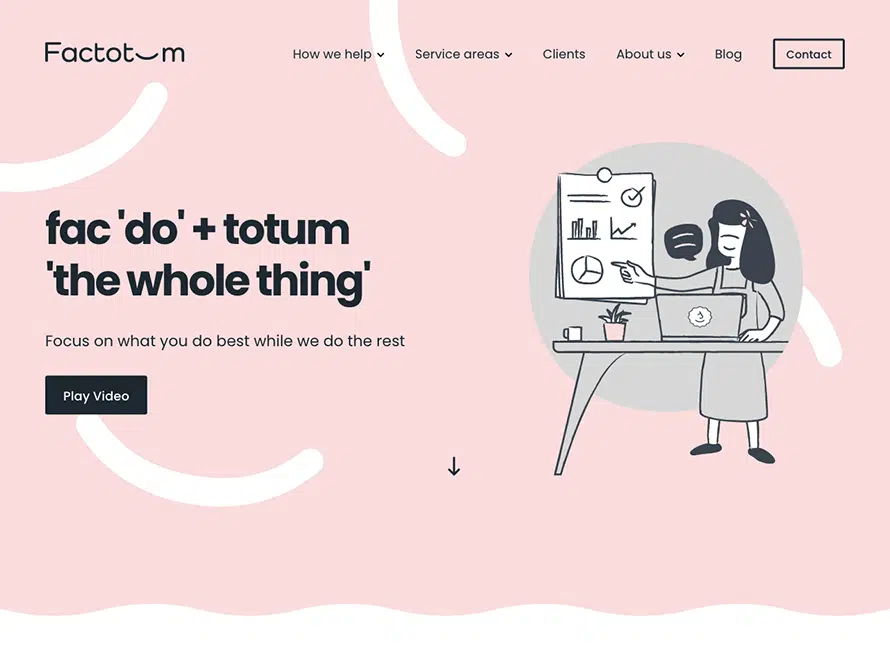 Factotum
How we help
Service areas
Clients
About us
Blog
Contact
fac 'do' + totum
'the whole thing'
Focus on what you do best while we do the rest
Play Video